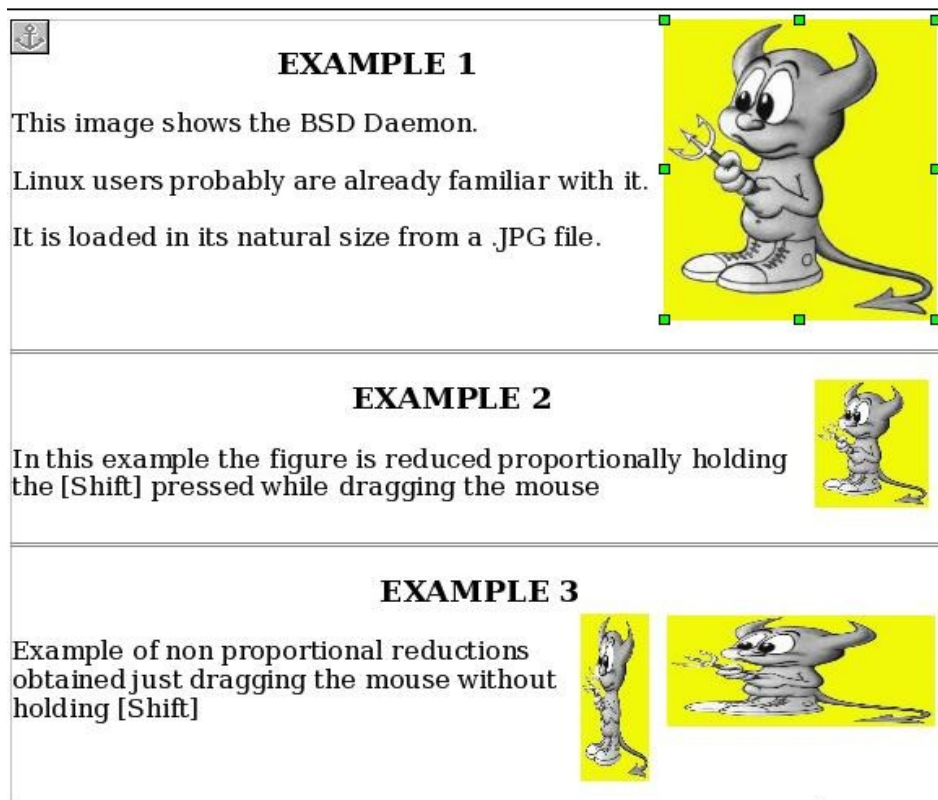 EXAMPLE 1
This image shows the BSD Daemon.
Linux users probably are already familiar with it.
It is loaded in its natural size from a .JPG file.
EXAMPLE 2
In this example the figure is reduced proportionally holding
the [Shift] pressed while dragging the mouse
EXAMPLE 3
Example of non proportional reductions
obtained just dragging the mouse without
holding [Shift]